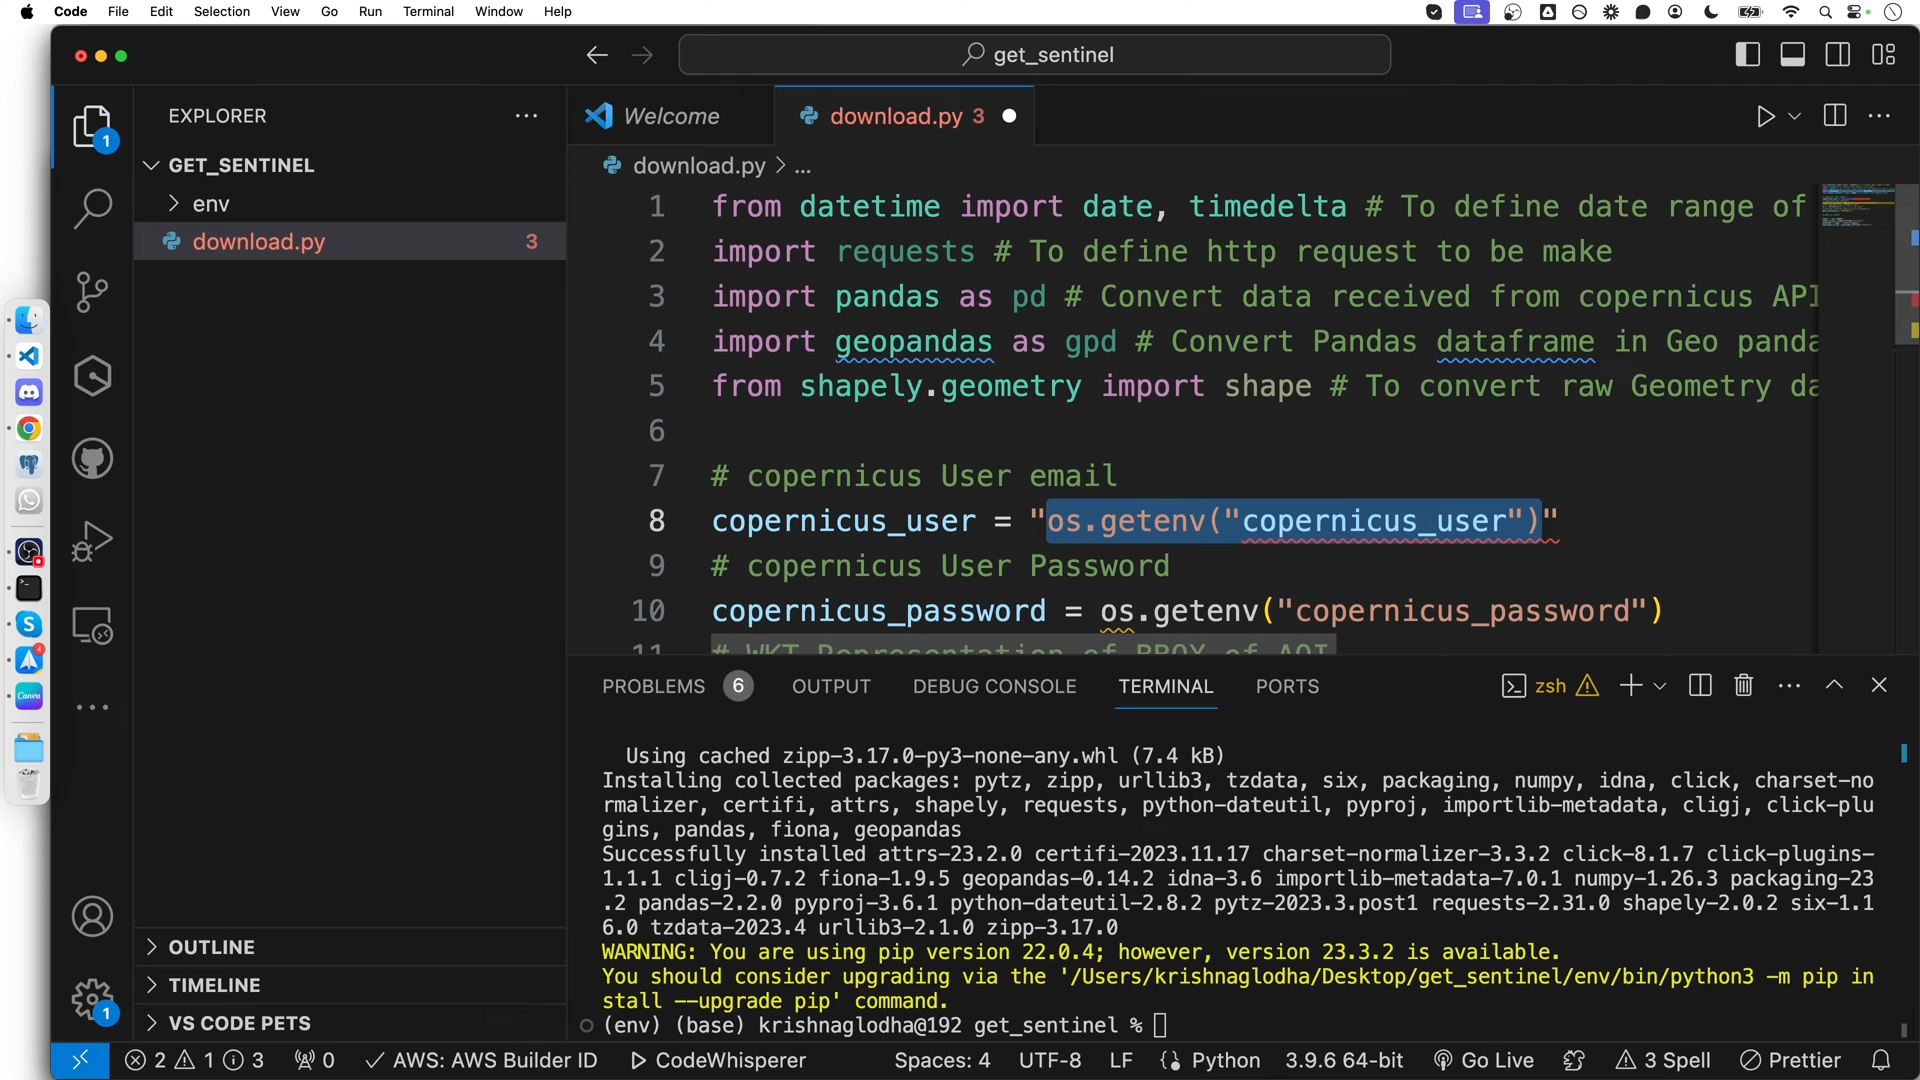 Code File Edit Selection View Go Run Terminal Window Help
get_sentinel
EXPLORER
GET_SENTINEL
env
download.py 3
1
1
OUTLINE
TIMELINE
VS CODE PETS
4
Canva
Welcome
download.py 3
download.py > ...
1 from datetime import date, timedelta # To define date range of
2 import requests # To define http request to be make
3 import pandas as pd # Convert data received from copernicus API
4 import geopandas as gpd # Convert Pandas dataframe in Geo panda
5 from shapely.geometry import shape # To convert raw Geometry da
6
7 # copernicus User email
8 copernicus_user = "os.getenv("copernicus_user")"
9 # copernicus User Password
10 copernicus_password = os.getenv("copernicus_password")
11 # WKT Representation of BBOX of AOI
PROBLEMS 6 OUTPUT DEBUG CONSOLE TERMINAL PORTS zsh
Using cached zipp-3.17.0-py3-none-any.whl (7.4 kB)
Installing collected packages: pytz, zipp, urllib3, tzdata, six, packaging, numpy, idna, click, charset-no
rmalizer, certifi, attrs, shapely, requests, python-dateutil, pyproj, importlib-metadata, cligj, click-plu
gins, pandas, fiona, geopandas
Successfully installed attrs-23.2.0 certifi-2023.11.17 charset-normalizer-3.3.2 click-8.1.7 click-plugins-
1.1.1 cligj-0.7.2 fiona-1.9.5 geopandas-0.14.2 idna-3.6 importlib-metadata-7.0.1 numpy-1.26.3 packaging-23
.2 pandas-2.2.0 pyproj-3.6.1 python-dateutil-2.8.2 pytz-2023.3.post1 requests-2.31.0 shapely-2.0.2 six-1.1
6.0 tzdata-2023.4 urllib3-2.1.0 zipp-3.17.0
WARNING: You are using pip version 22.0.4; however, version 23.3.2 is available.
You should consider upgrading via the '/Users/krishnaglodha/Desktop/get_sentinel/env/bin/python3 -m pip in
stall --upgrade pip' command.
(env) (base) krishnaglodha@192 get_sentinel %
2 1 3 0 AWS: AWS Builder ID CodeWhisperer Spaces: 4 UTF-8 LF Python 3.9.6 64-bit Go Live 3 Spell Prettier